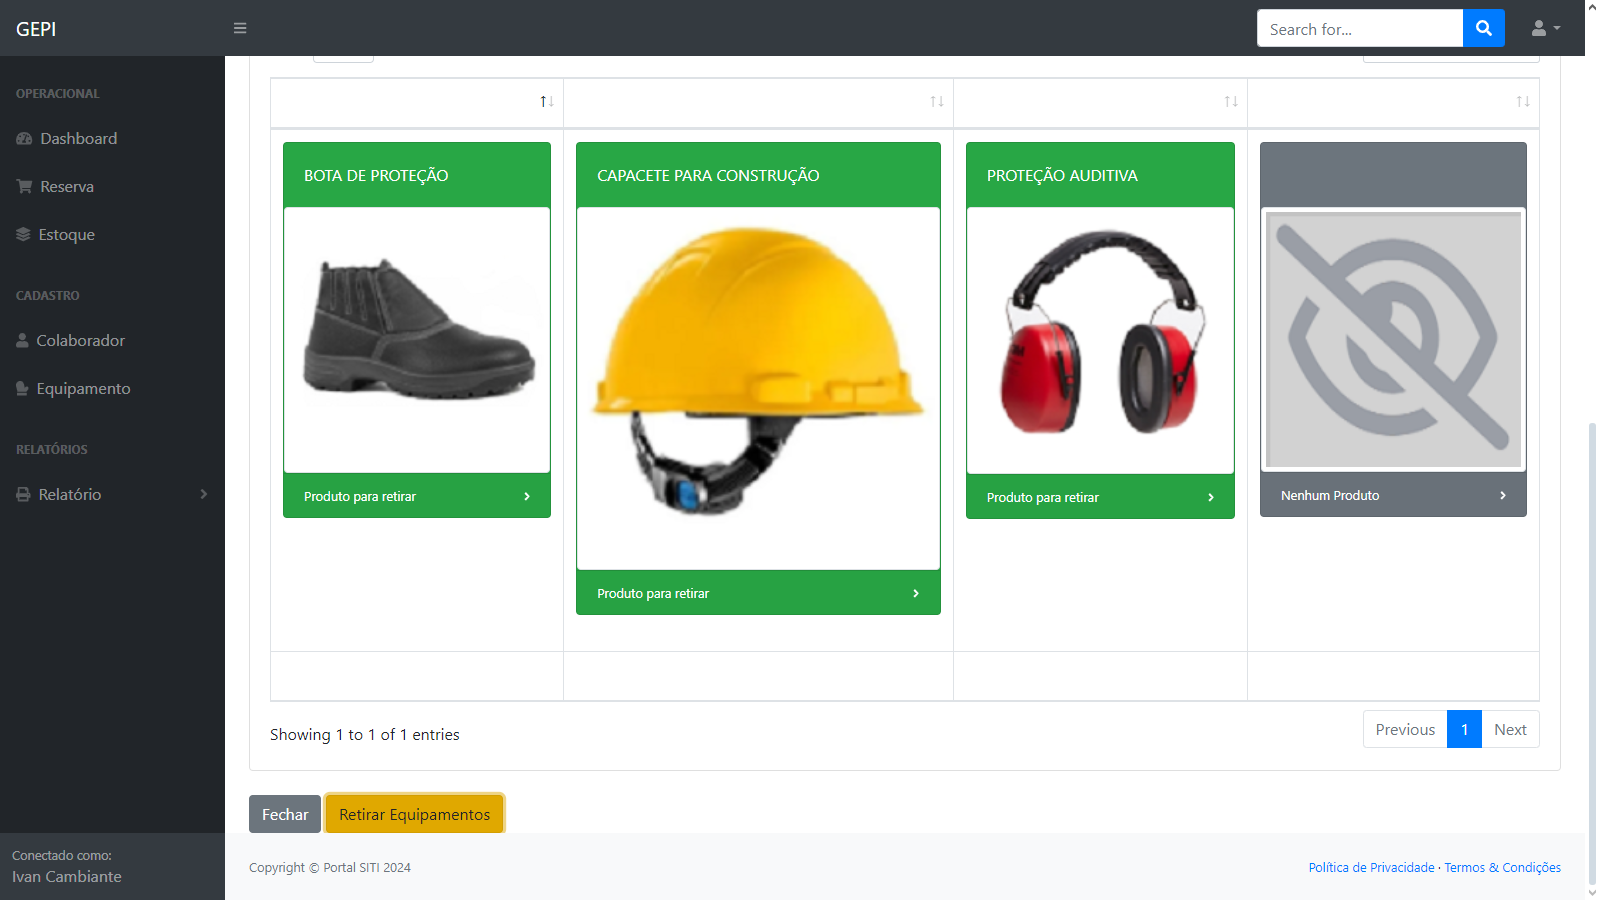 GEPI
Search for...
OPERACIONAL
Dashboard
Reserva
Estoque
CADASTRO
Colaborador
Equipamento
RELATÓRIOS
Relatório
Conectado como:
Ivan Cambiante
BOTA DE PROTEÇÃO
Produto para retirar
CAPACETE PARA CONSTRUÇÃO
Produto para retirar
PROTEÇÃO AUDITIVA
Produto para retirar
Nenhum Produto
Showing 1 to 1 of 1 entries
Previous 1 Next
Fechar Retirar Equipamentos
Copyright © Portal SITI 2024
Política de Privacidade · Termos & Condições